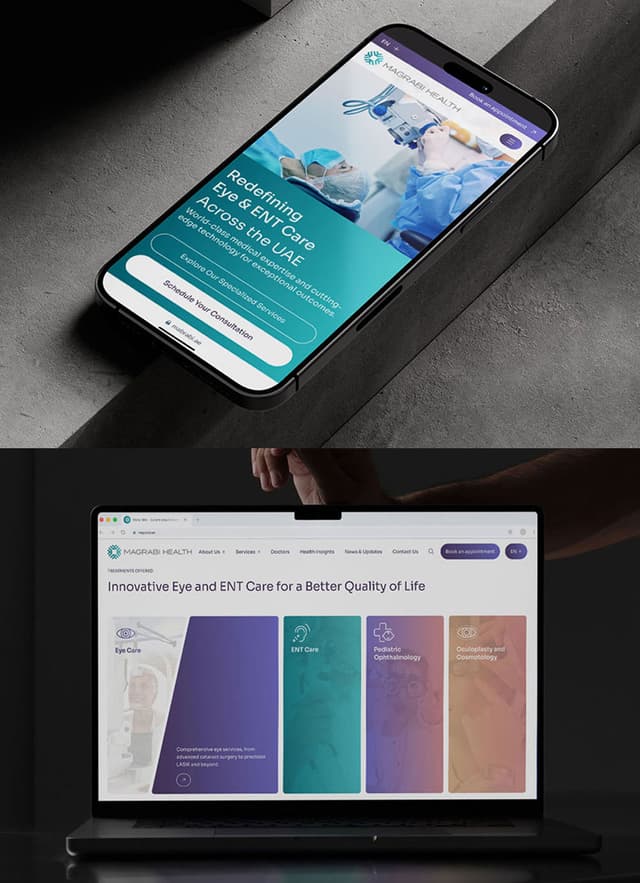 EN +
Book an appointment
MAGRABI HEALTH
Redefining
Eye & ENT Care
Across the UAE
World-class medical expertise and cutting-
edge technology for exceptional outcomes.
Explore Our Specialized Services
Schedule Your Consultation
MAGRABI HEALTH
About Us
Services
Doctors
Health Insights
News & Updates
Contact Us
Book an appointment
EN
TREATMENTS OFFERED
Innovative Eye and ENT Care for a Better Quality of Life
Eye Care
ENT Care
Pediatric
Ophthalmology
Oculoplasty and
Cosmotology
Comprehensive eye services, from
advanced cataract surgery to precision
LASIK and beyond.